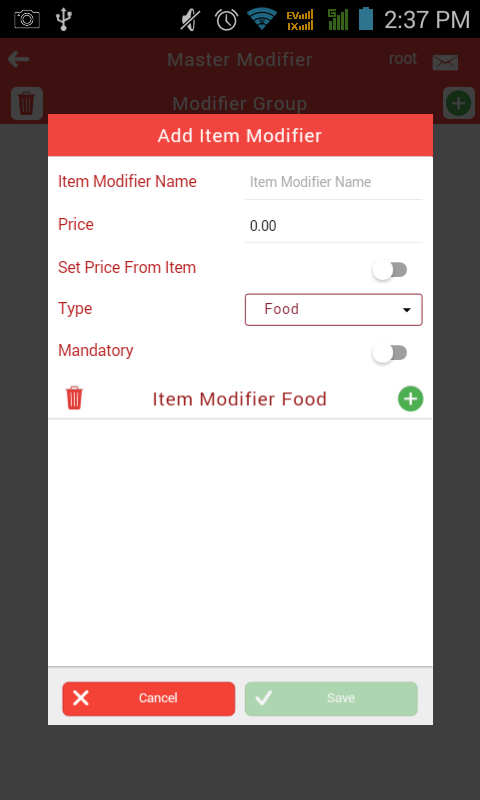 EV
1X
G
2:37 PM
Master Modifier
root
Modifier Group
Add Item Modifier
Item Modifier Name
Item Modifier Name
Price
0.00
Set Price From Item
Type
Food
Mandatory
Item Modifier Food
Cancel
Save